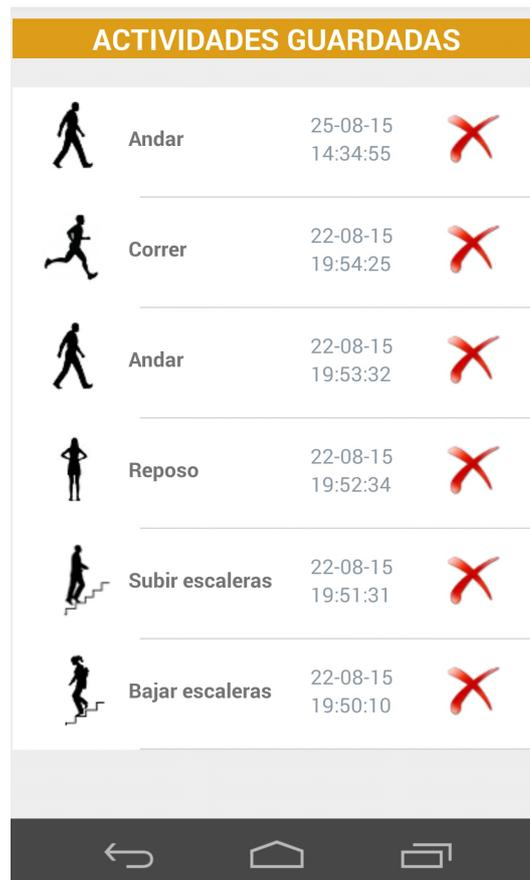 ACTIVIDADES GUARDADAS
Andar
25-08-15
14:34:55
Correr
22-08-15
19:54:25
Andar
22-08-15
19:53:32
Reposo
22-08-15
19:52:34
Subir escaleras
22-08-15
19:51:31
Bajar escaleras
22-08-15
19:50:10